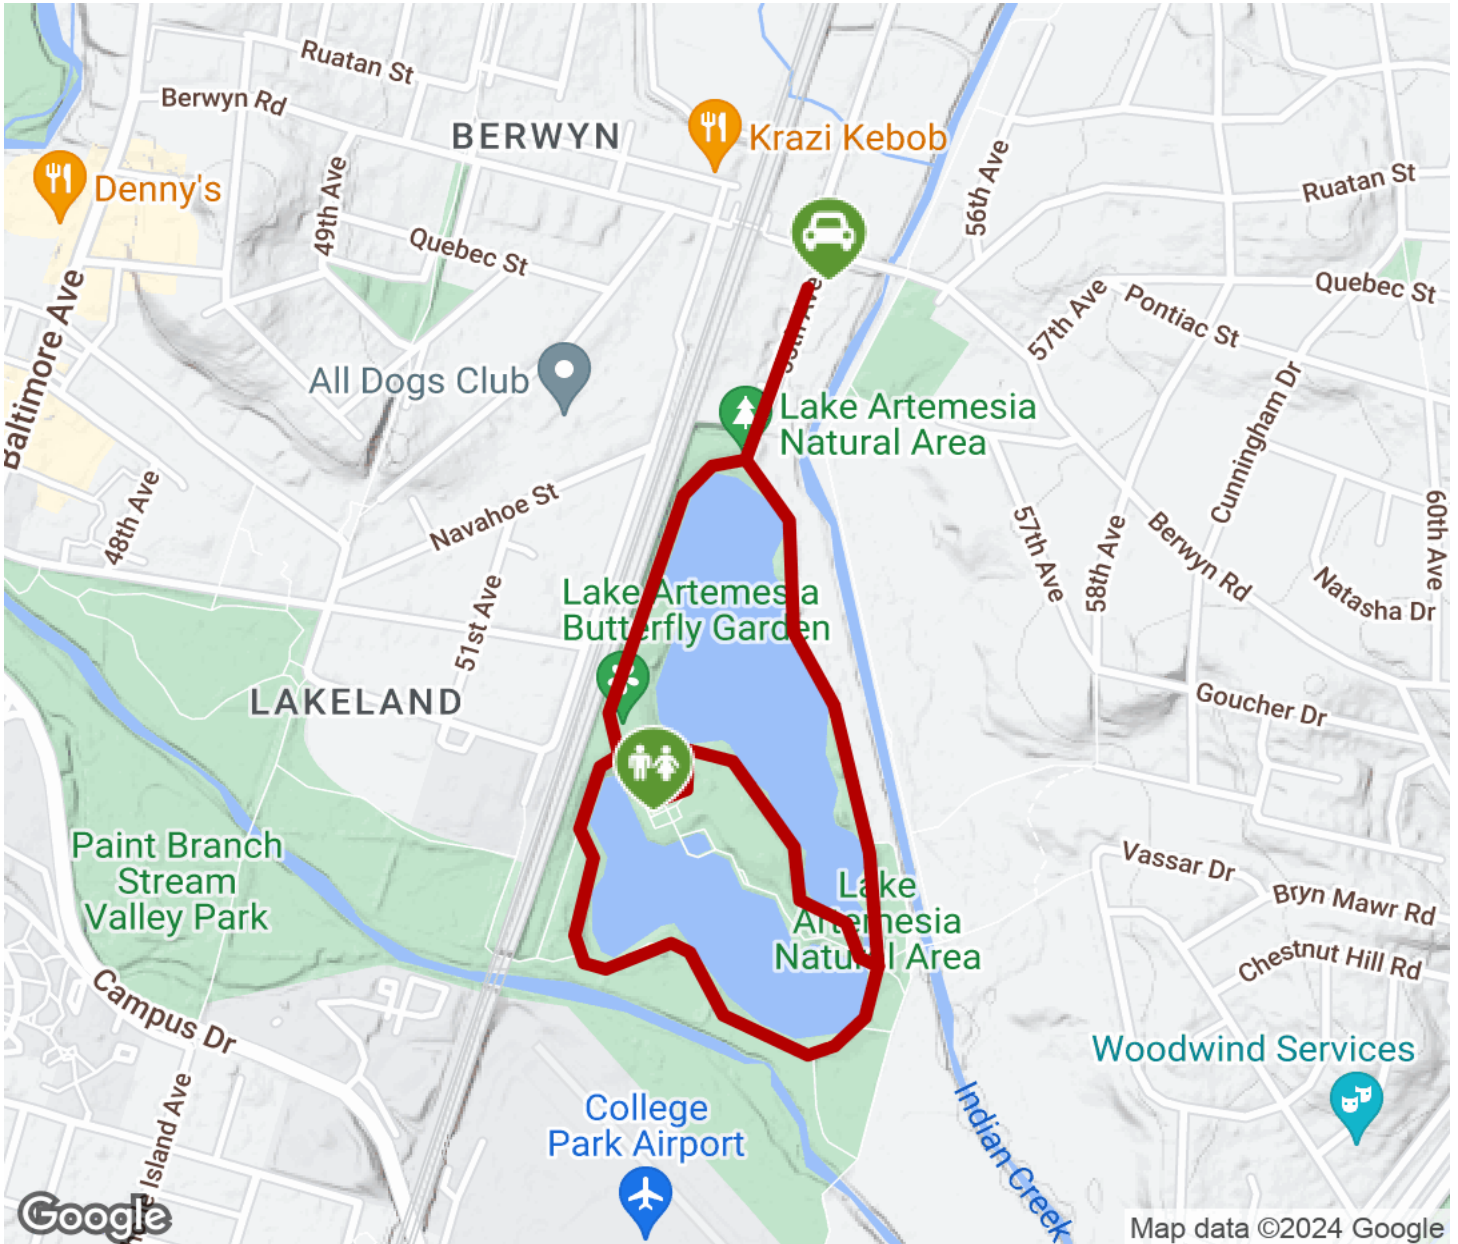 Ruatan St
Berwyn Rd
BERWYN
Krazi Kebob
Denny's
49th Ave
56th Ave
Ruatan St
Quebec St
Quebec St
57th Ave
Pontiac St
Baltimore Ave
All Dogs Club
Lake Artemesia
Natural Area
Cunningham Dr
48th Ave
Navahoe St
57th Ave
58th Ave
Berwyn Rd
60th Ave
Natasha Dr
Lake Artemesia
Butterfly Garden
51st Ave
LAKELAND
Goucher Dr
Paint Branch
Stream
Valley Park
Lake
Artemesia
Natural Area
Vassar Dr
Bryn Mawr Rd
Chestnut Hill Rd
Campus Dr
Woodwind Services
College
Park Airport
Indian Creek
Island Ave
Google
Map data ©2024 Google